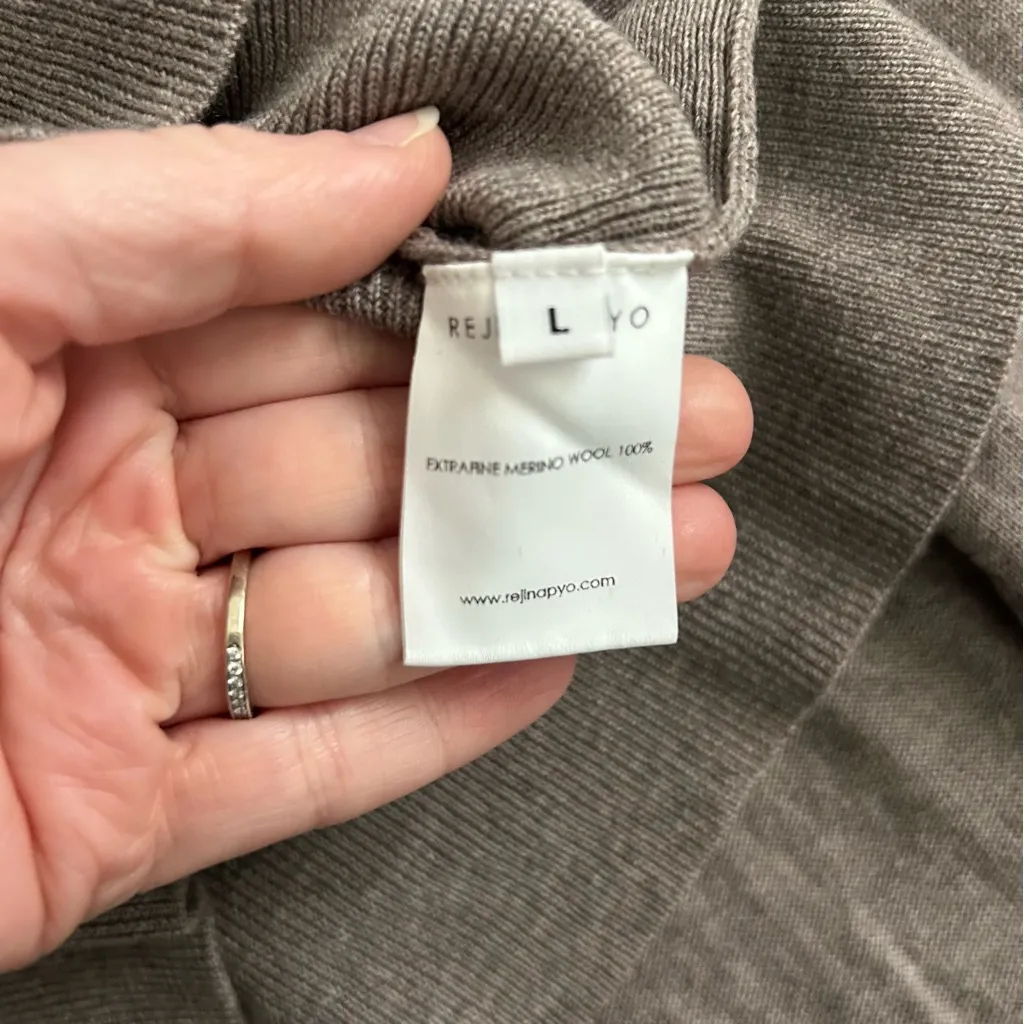 REJ YO
L
EXTRAFINE MERINO WOOL 100%
www.rejinapyo.com